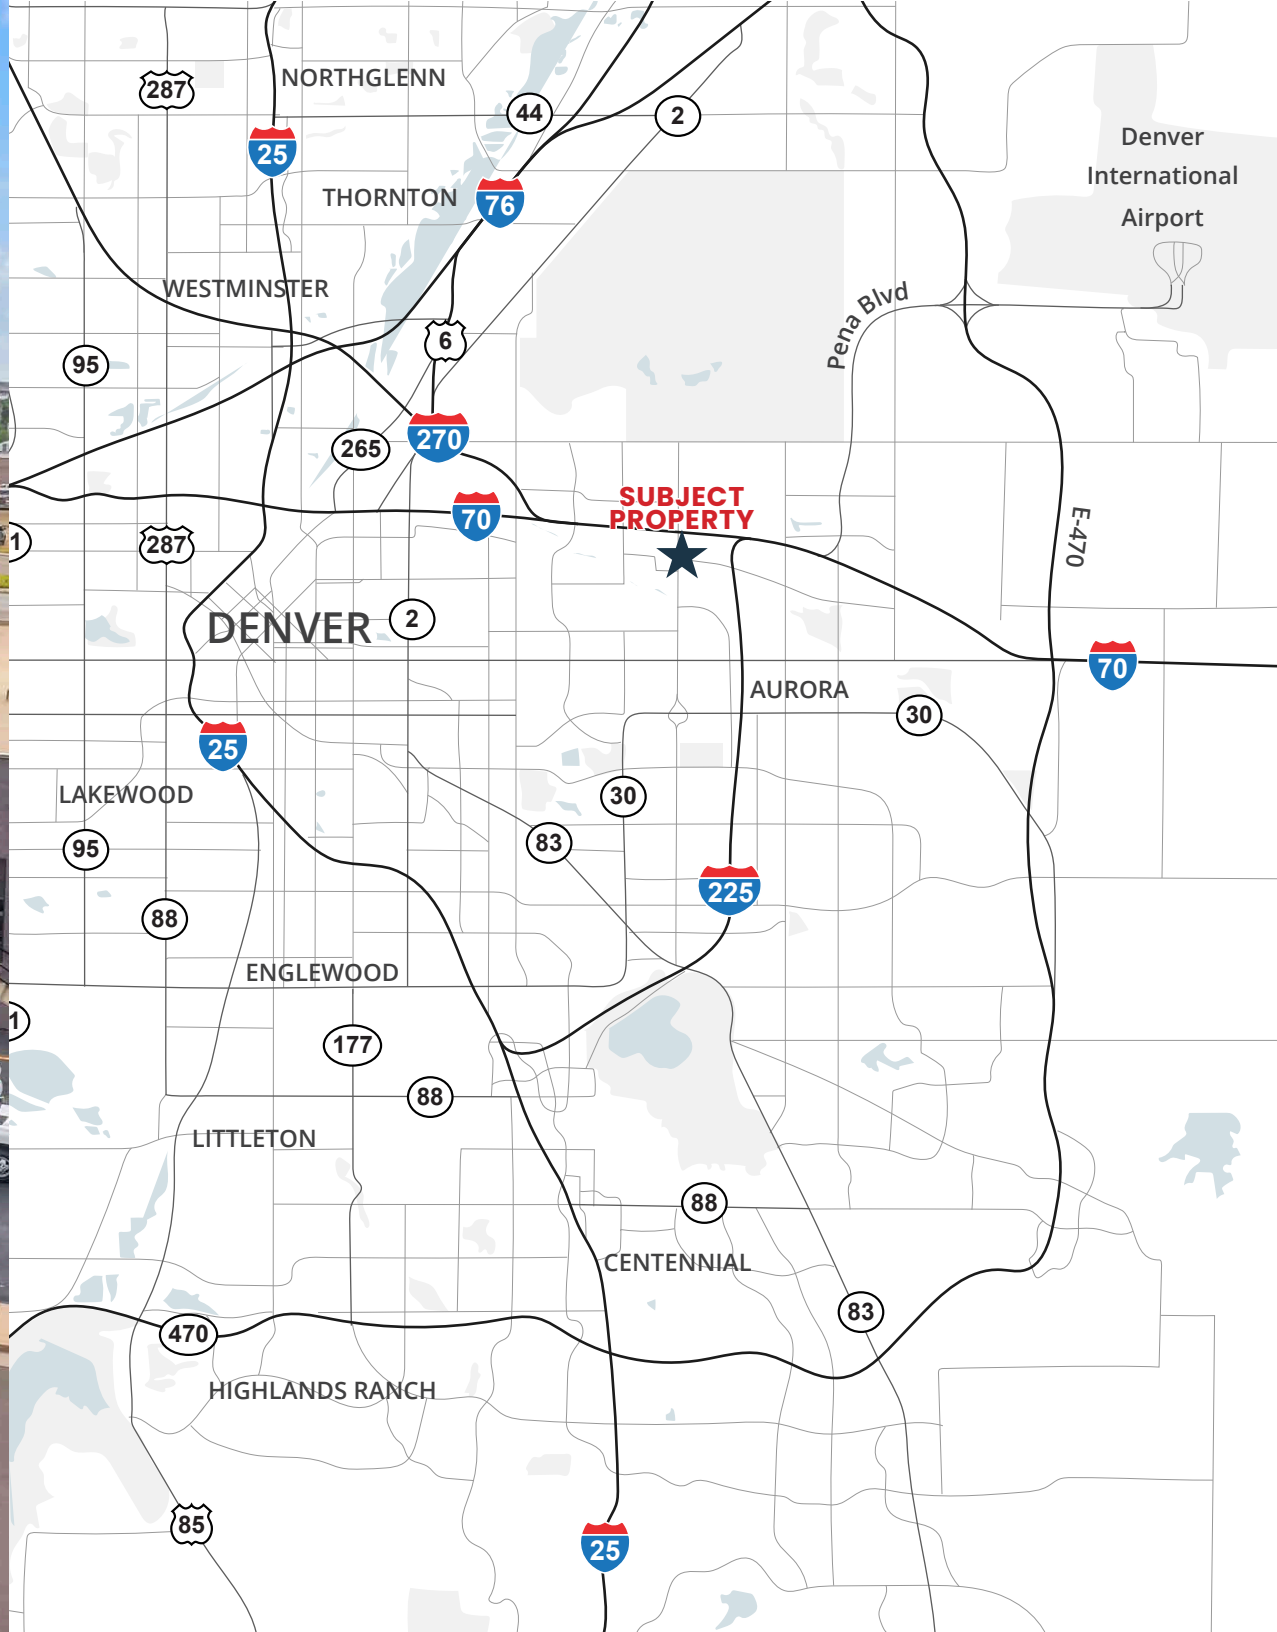 NORTHGLENN
287
44
2
25
Denver
International
Airport
THORNTON
76
WESTMINSTER
Pena Blvd
6
95
270
265
SUBJECT
PROPERTY
70
E-470
1
287
DENVER
2
70
AURORA
30
25
LAKEWOOD
30
83
95
225
88
ENGLEWOOD
1
177
88
LITTLETON
88
CENTENNIAL
83
470
HIGHLANDS RANCH
85
25